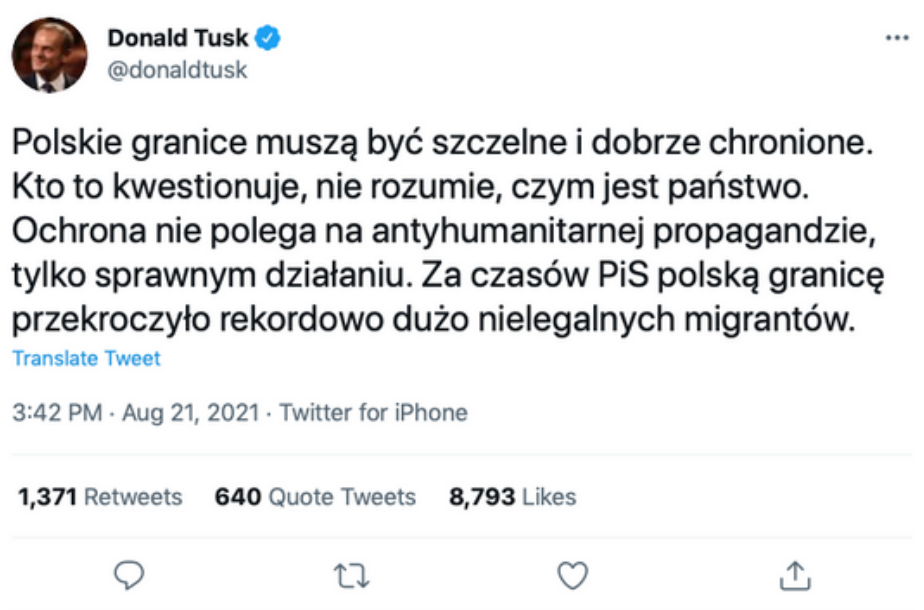 Donald Tusk
@donaldtusk
Polskie granice muszą być szczelne i dobrze chronione.
Kto to kwestionuje, nie rozumie, czym jest państwo.
Ochrona nie polega na antyhumanitarnej propagandzie,
tylko sprawnym działaniu. Za czasów PiS polską granicę
przekroczyło rekordowo dużo nielegalnych migrantów.
Translate Tweet
3:42 PM · Aug 21, 2021 · Twitter for iPhone
1,371 Retweets 640 Quote Tweets 8,793 Likes